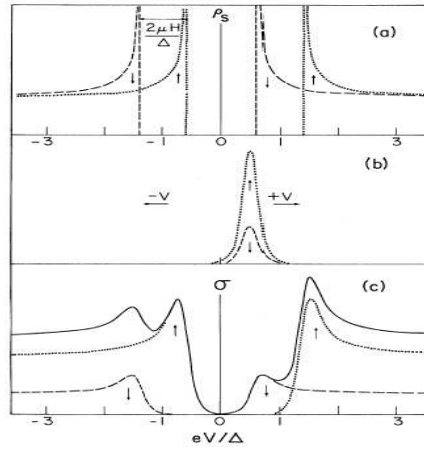 ρs (a)
2μH
Δ
↓ ↑ ↓ ↑
-3 -1 0 1 3
(b)
-V +V
↑
↓
σ (c)
↑ ↑
↓ ↓
-3 -1 0 1 3
eV/Δ